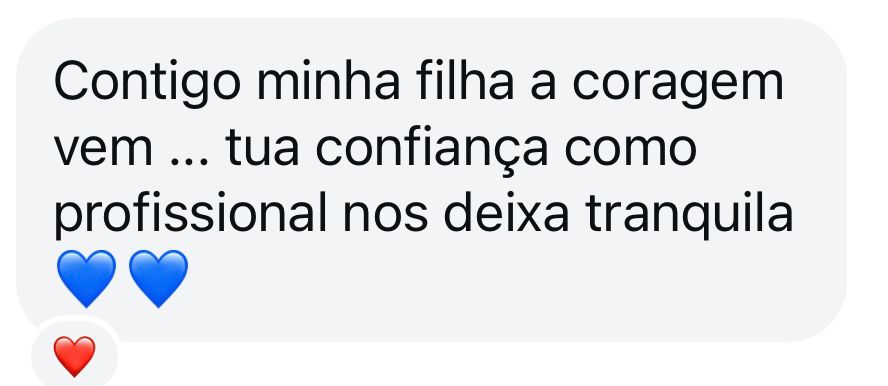 Contigo minha filha a coragem
vem ... tua confiança como
profissional nos deixa tranquila
💙💙
❤️